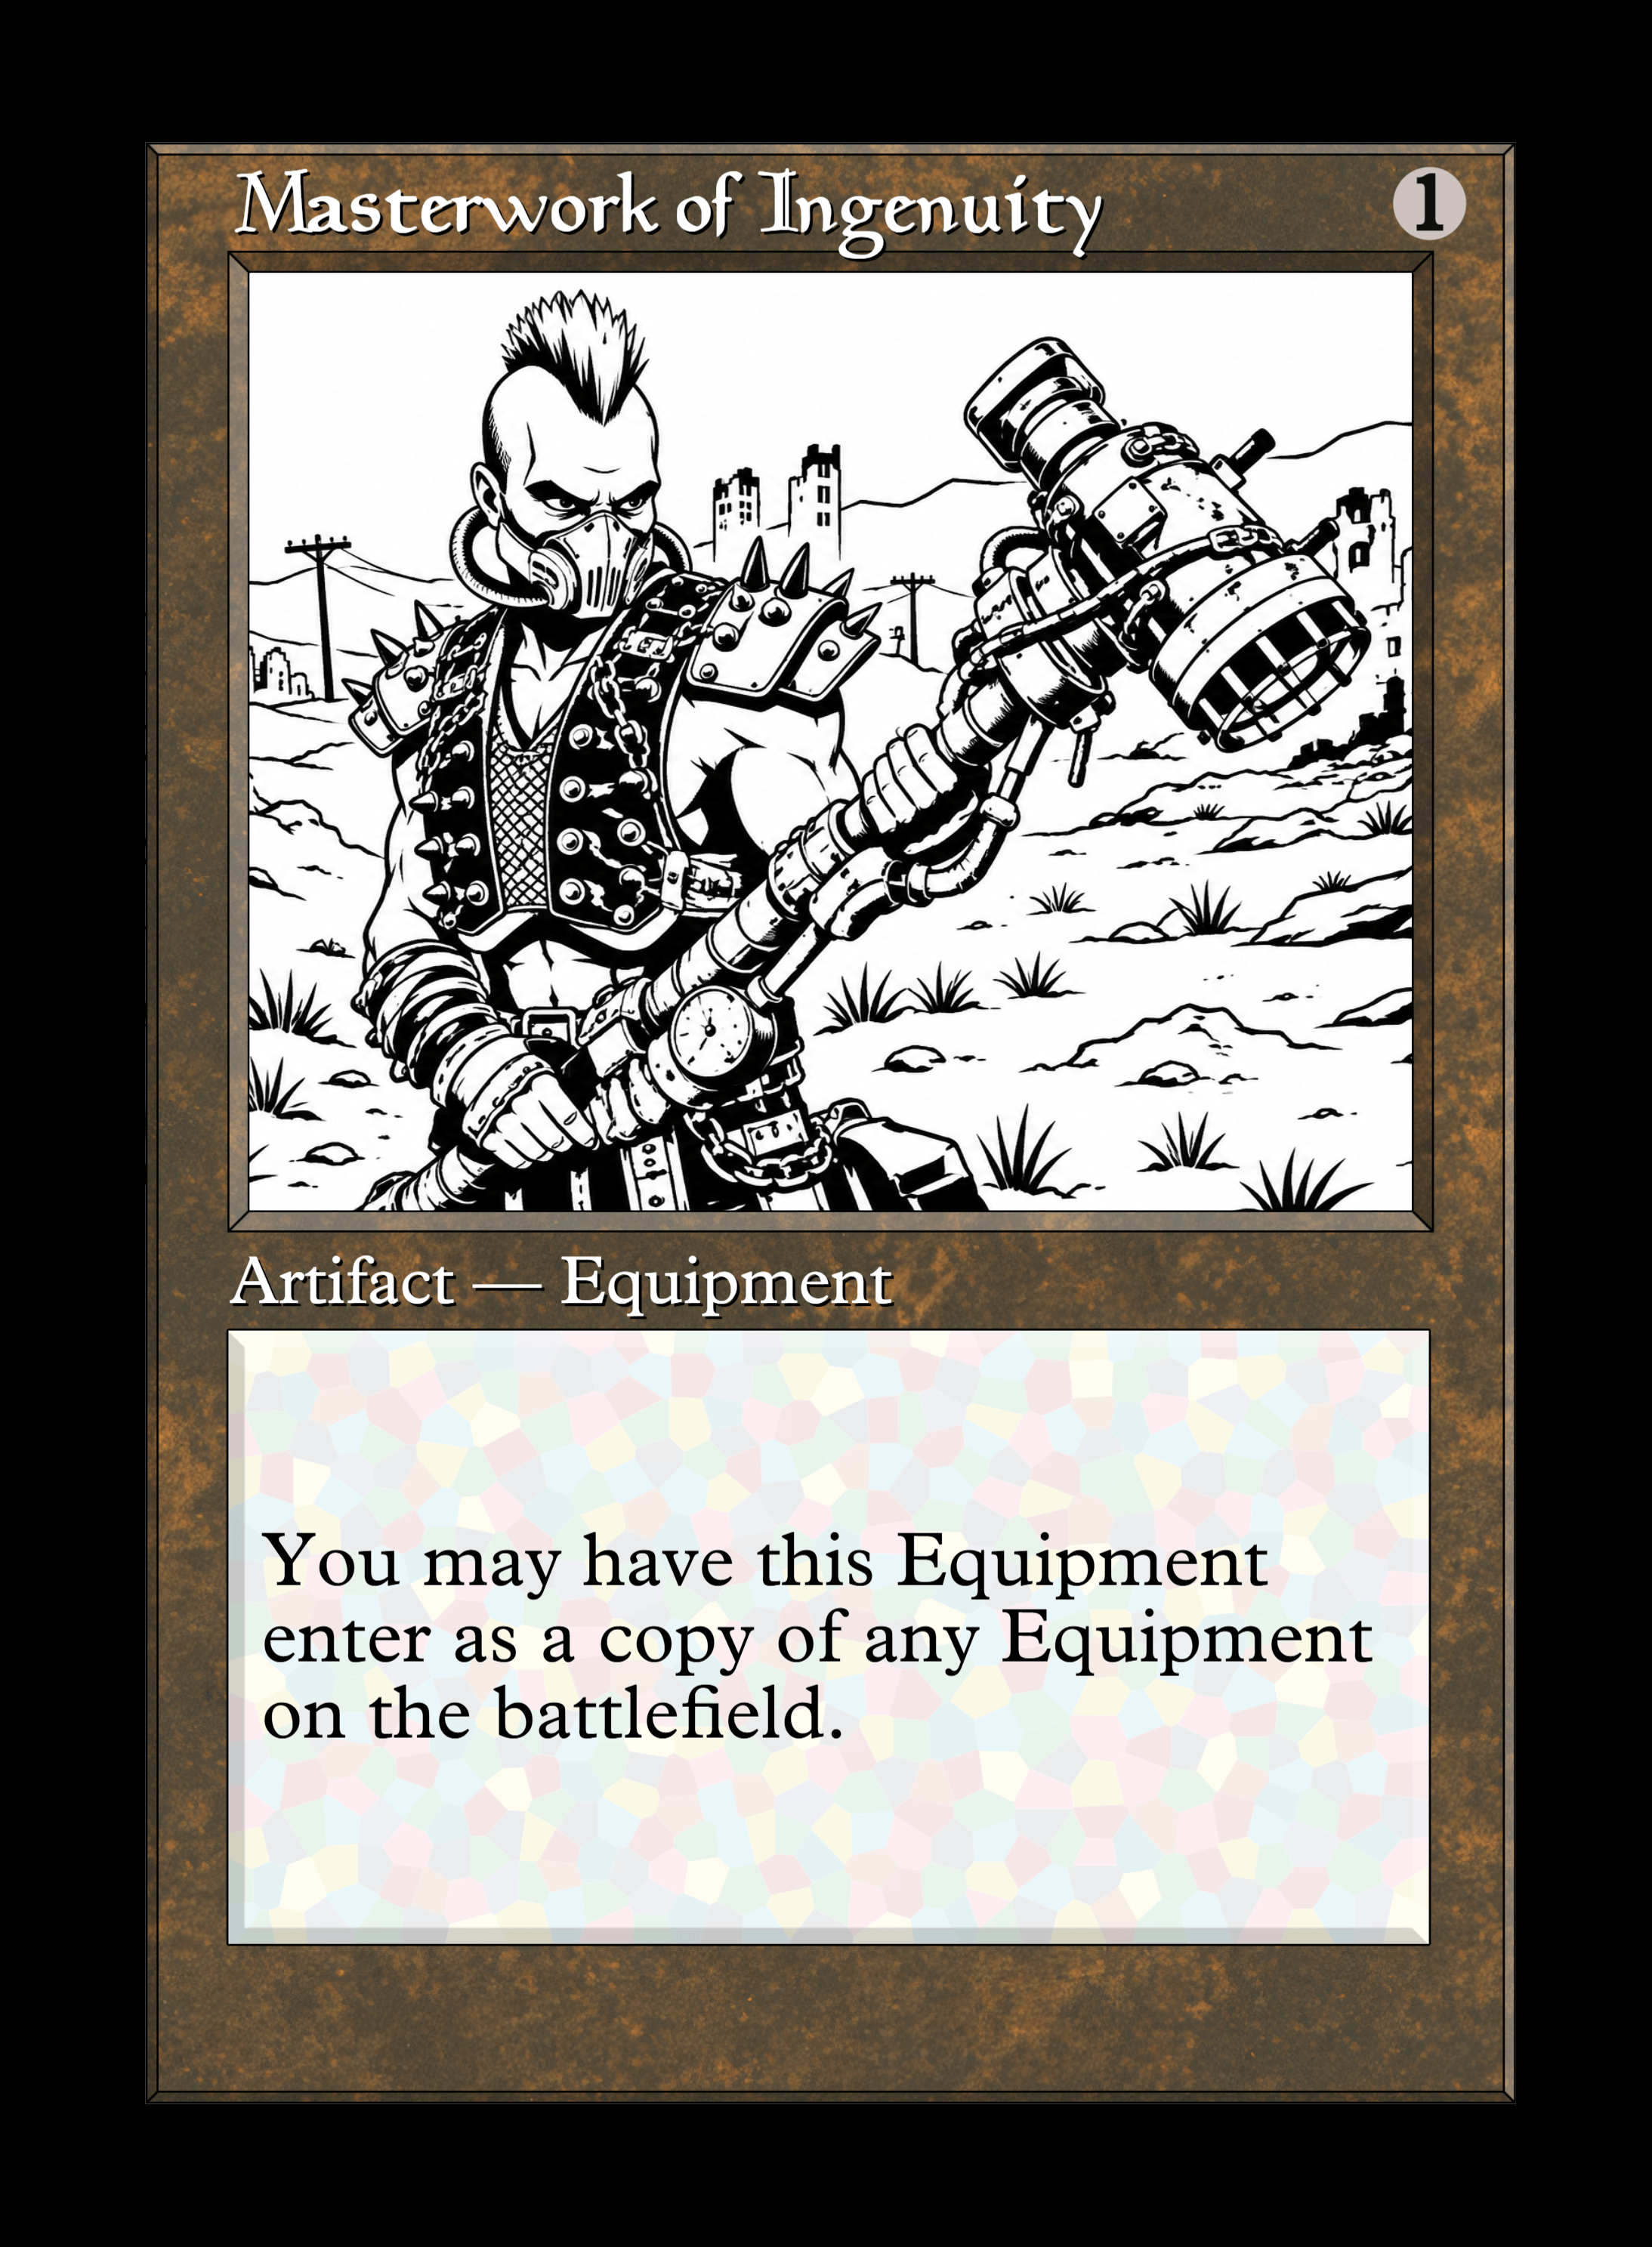 Masterwork of Ingenuity 1
Artifact — Equipment
You may have this Equipment
enter as a copy of any Equipment
on the battlefield.